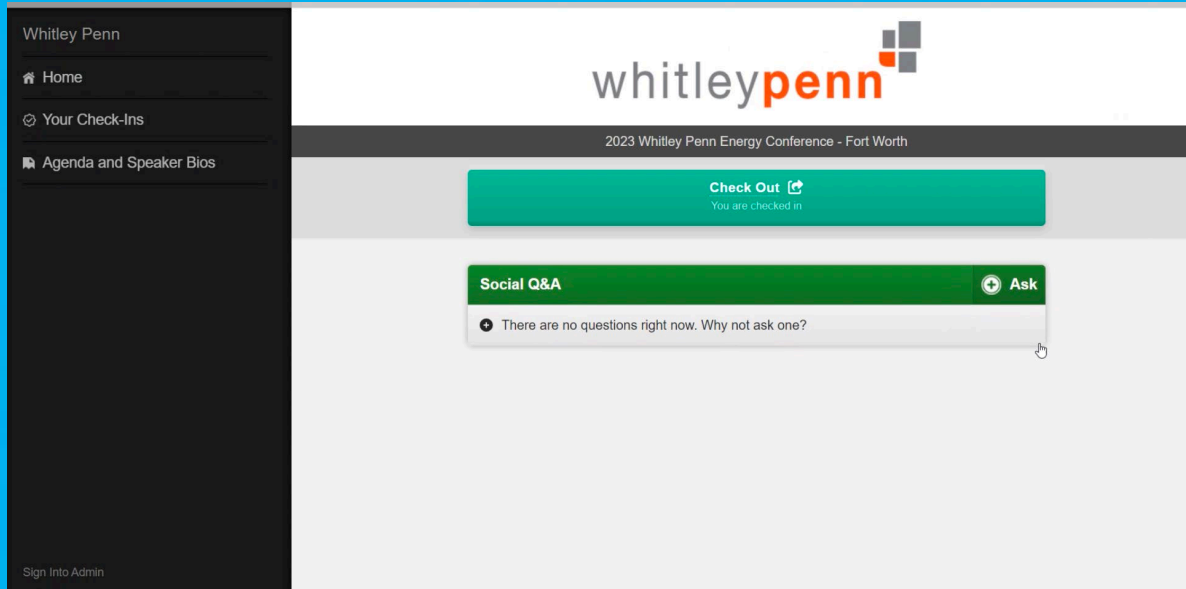 Whitley Penn
Home
Your Check-Ins
Agenda and Speaker Bios
Sign Into Admin
whitleypenn
2023 Whitley Penn Energy Conference - Fort Worth
Check Out
You are checked in
Social Q&A
Ask
There are no questions right now. Why not ask one?